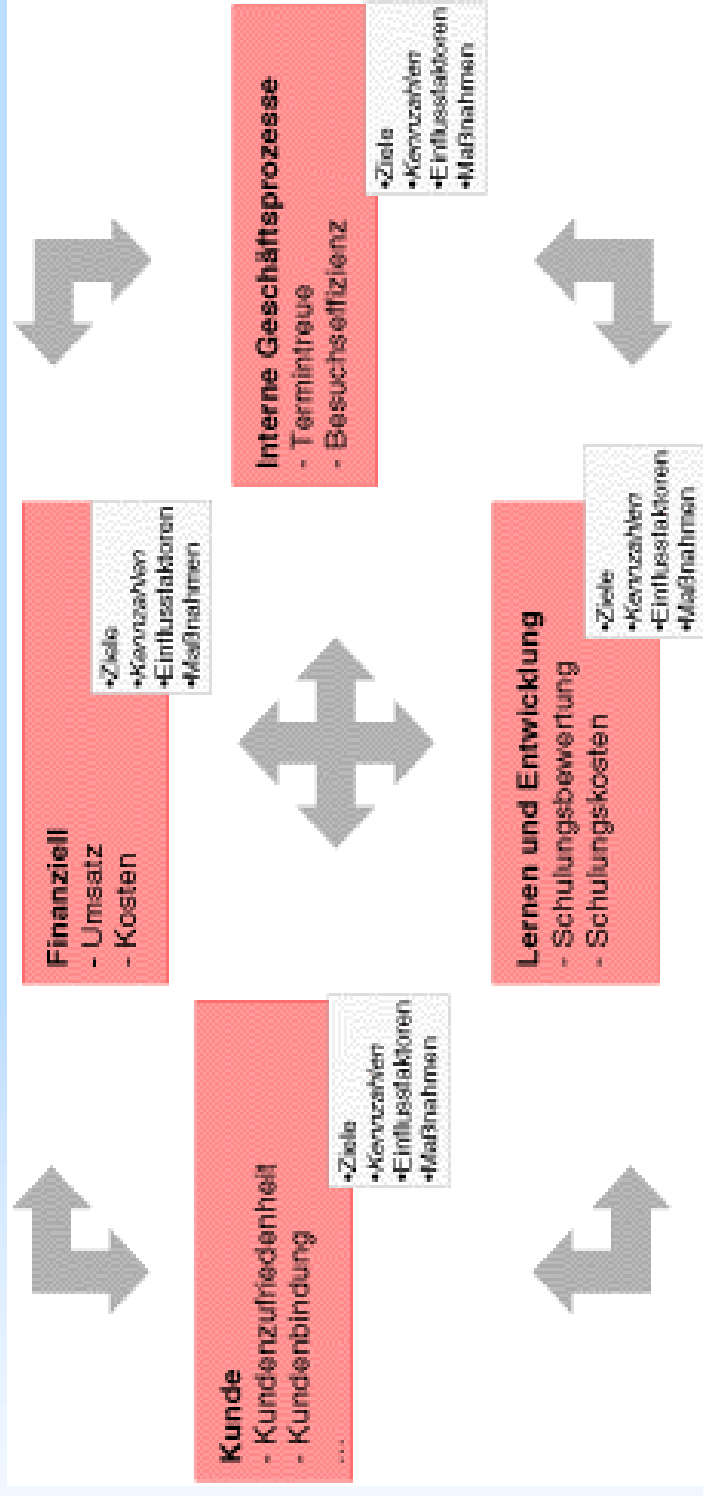 Finanziell
- Umsatz
- Kosten
•Ziele
•Kennzahlen
•Einflussfaktoren
•Maßnahmen
Kunde
- Kundenzufriedenheit
- Kundenbindung
...
•Ziele
•Kennzahlen
•Einflussfaktoren
•Maßnahmen
Interne Geschäftsprozesse
- Termintreue
- Besuchseffizienz
•Ziele
•Kennzahlen
•Einflussfaktoren
•Maßnahmen
Lernen und Entwicklung
- Schulungsbewertung
- Schulungskosten
•Ziele
•Kennzahlen
•Einflussfaktoren
•Maßnahmen